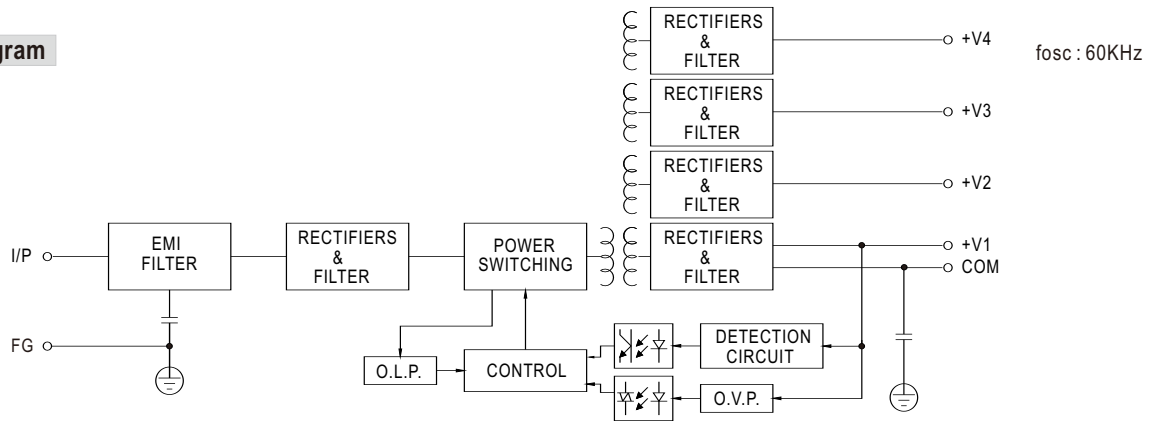 gram
RECTIFIERS
&
FILTER
+V4
fosc : 60KHz
RECTIFIERS
&
FILTER
+V3
RECTIFIERS
&
FILTER
+V2
I/P
EMI
FILTER
RECTIFIERS
&
FILTER
POWER
SWITCHING
RECTIFIERS
&
FILTER
+V1
COM
FG
O.L.P.
CONTROL
DETECTION
CIRCUIT
O.V.P.